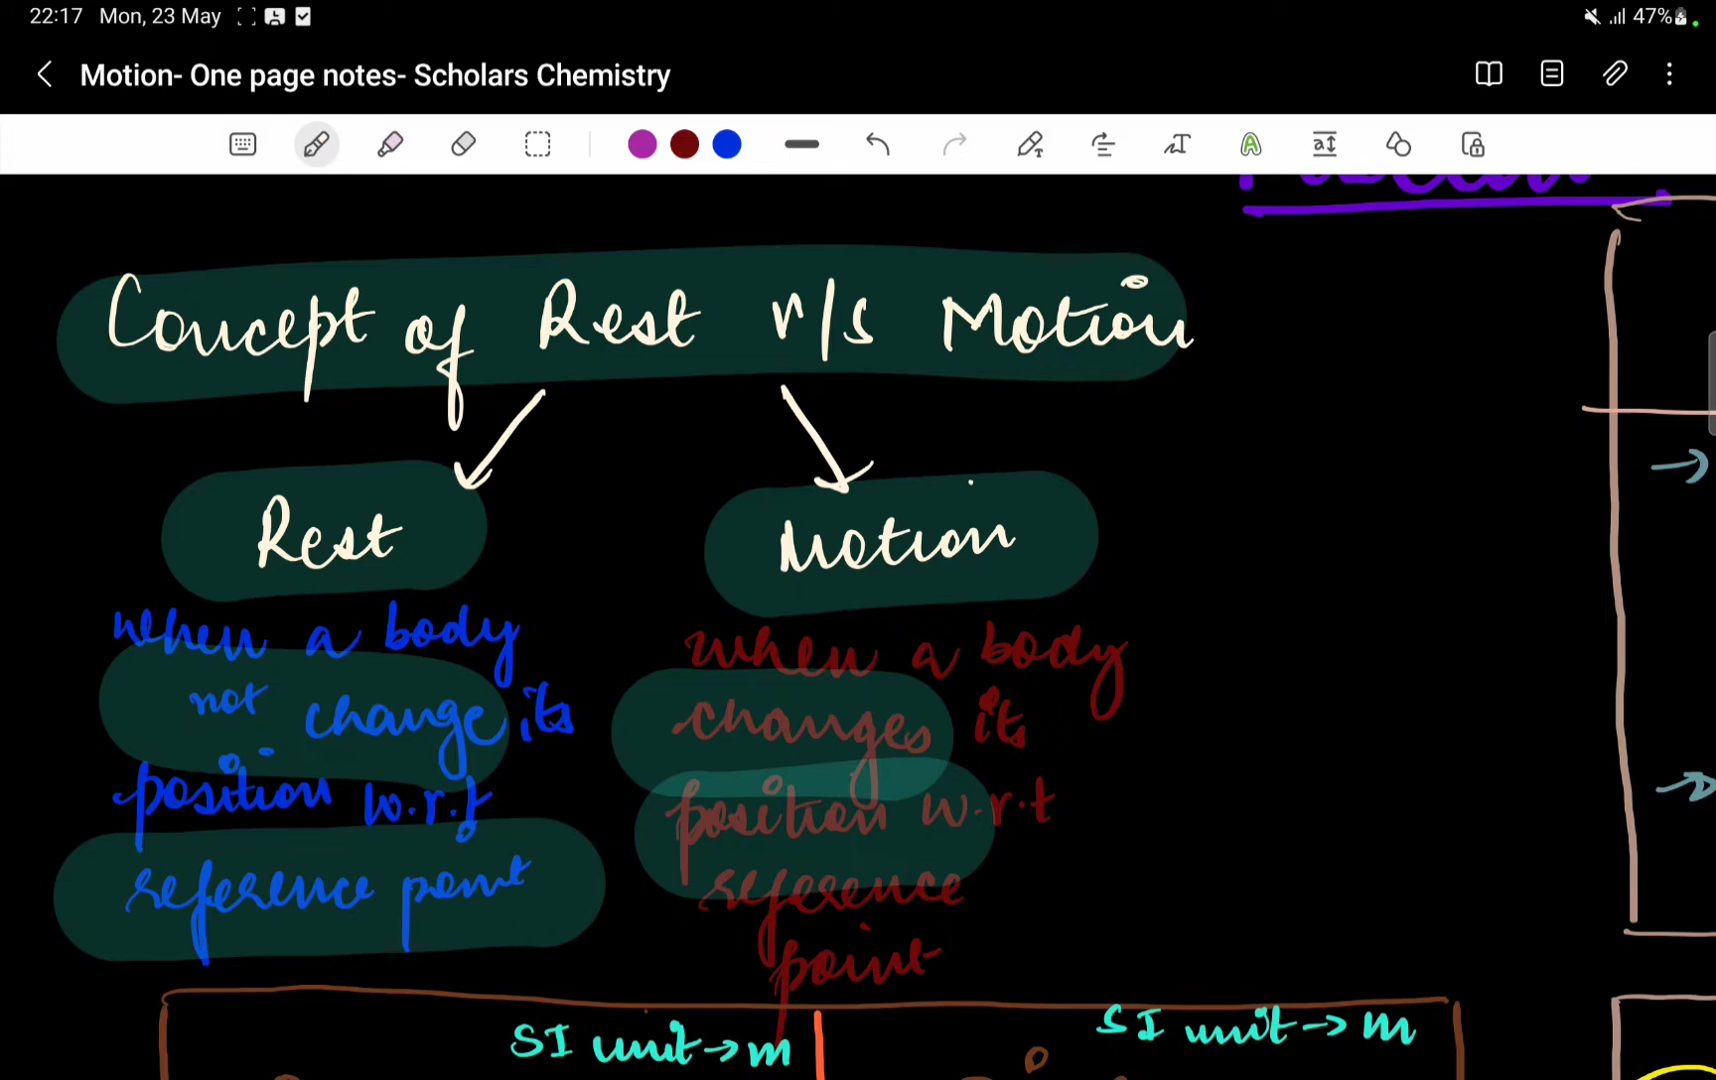 22:17 Mon, 23 May
47%
Motion- One page notes- Scholars Chemistry
Concept of Rest v/s Motion
Rest
when a body
not change its
position w.r.t
reference point
Motion
when a body
changes its
position w.r.t
reference
point
SI unit→m
SI unit→m